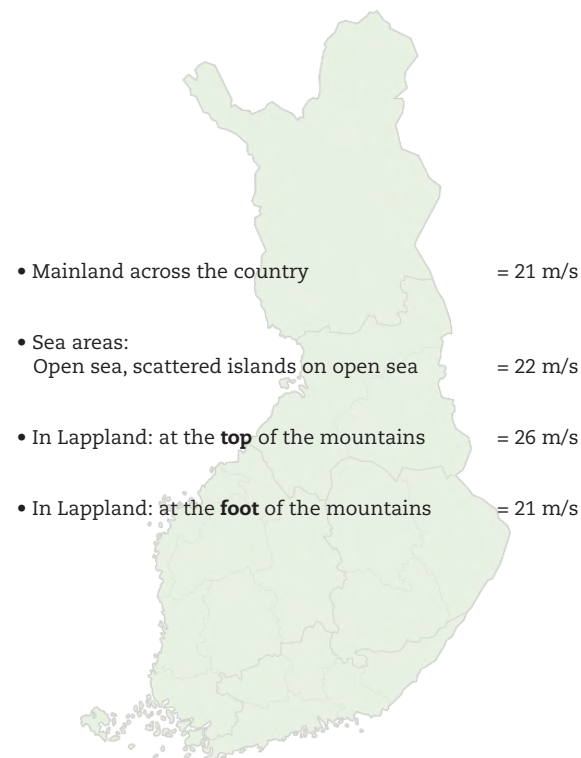 • Mainland across the country = 21 m/s
• Sea areas:
Open sea, scattered islands on open sea = 22 m/s
• In Lappland: at the top of the mountains = 26 m/s
• In Lappland: at the foot of the mountains = 21 m/s